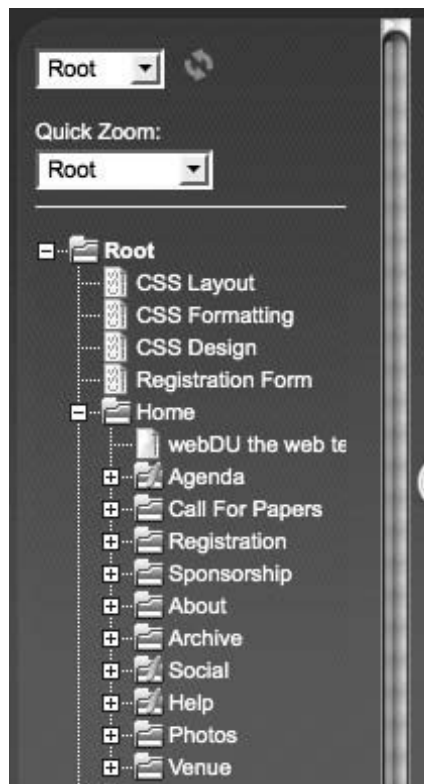 Root
Quick Zoom:
Root
Root
CSS Layout
CSS Formatting
CSS Design
Registration Form
Home
webDU the web te
Agenda
Call For Papers
Registration
Sponsorship
About
Archive
Social
Help
Photos
Venue